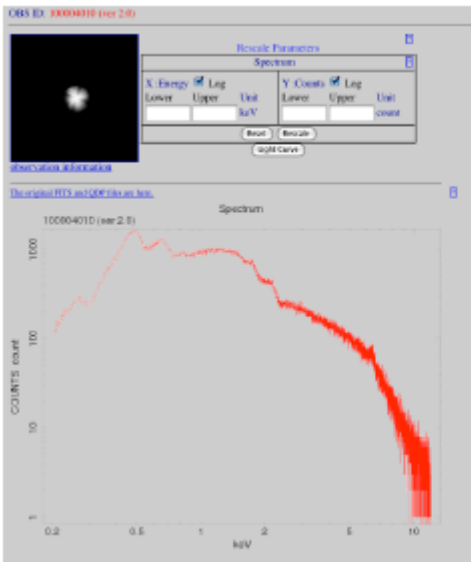 OBS ID: 100004010 (ver 2.0)
Rescale Parameters
Spectrum
X :Energy Log
Lower Upper Unit
keV
Y :Counts Log
Lower Upper Unit
count
Reset Rescale
Light Curve
observation information
The original FITS and QDP files are here.
Spectrum
100004010 (ver 2.0)
COUNTS count
1000
100
10
1
0.2 0.5 1 2 5 10
keV